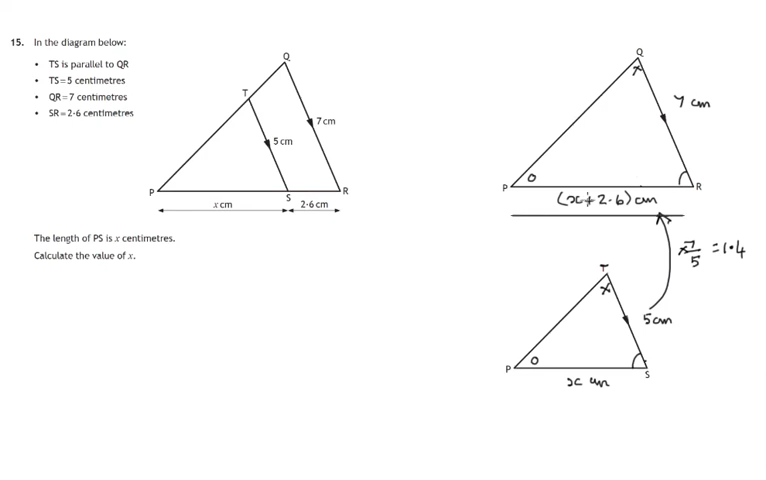 15. In the diagram below:
• TS is parallel to QR
• TS=5 centimetres
• QR=7 centimetres
• SR=2·6 centimetres
Q
T
7 cm
5 cm
P
S
R
x cm
2·6 cm
The length of PS is x centimetres.
Calculate the value of x.
Q
x
7 cm
P
o
R
(x+2·6) cm
x 7/5 = 1·4
T
x
5 cm
P
o
S
x cm